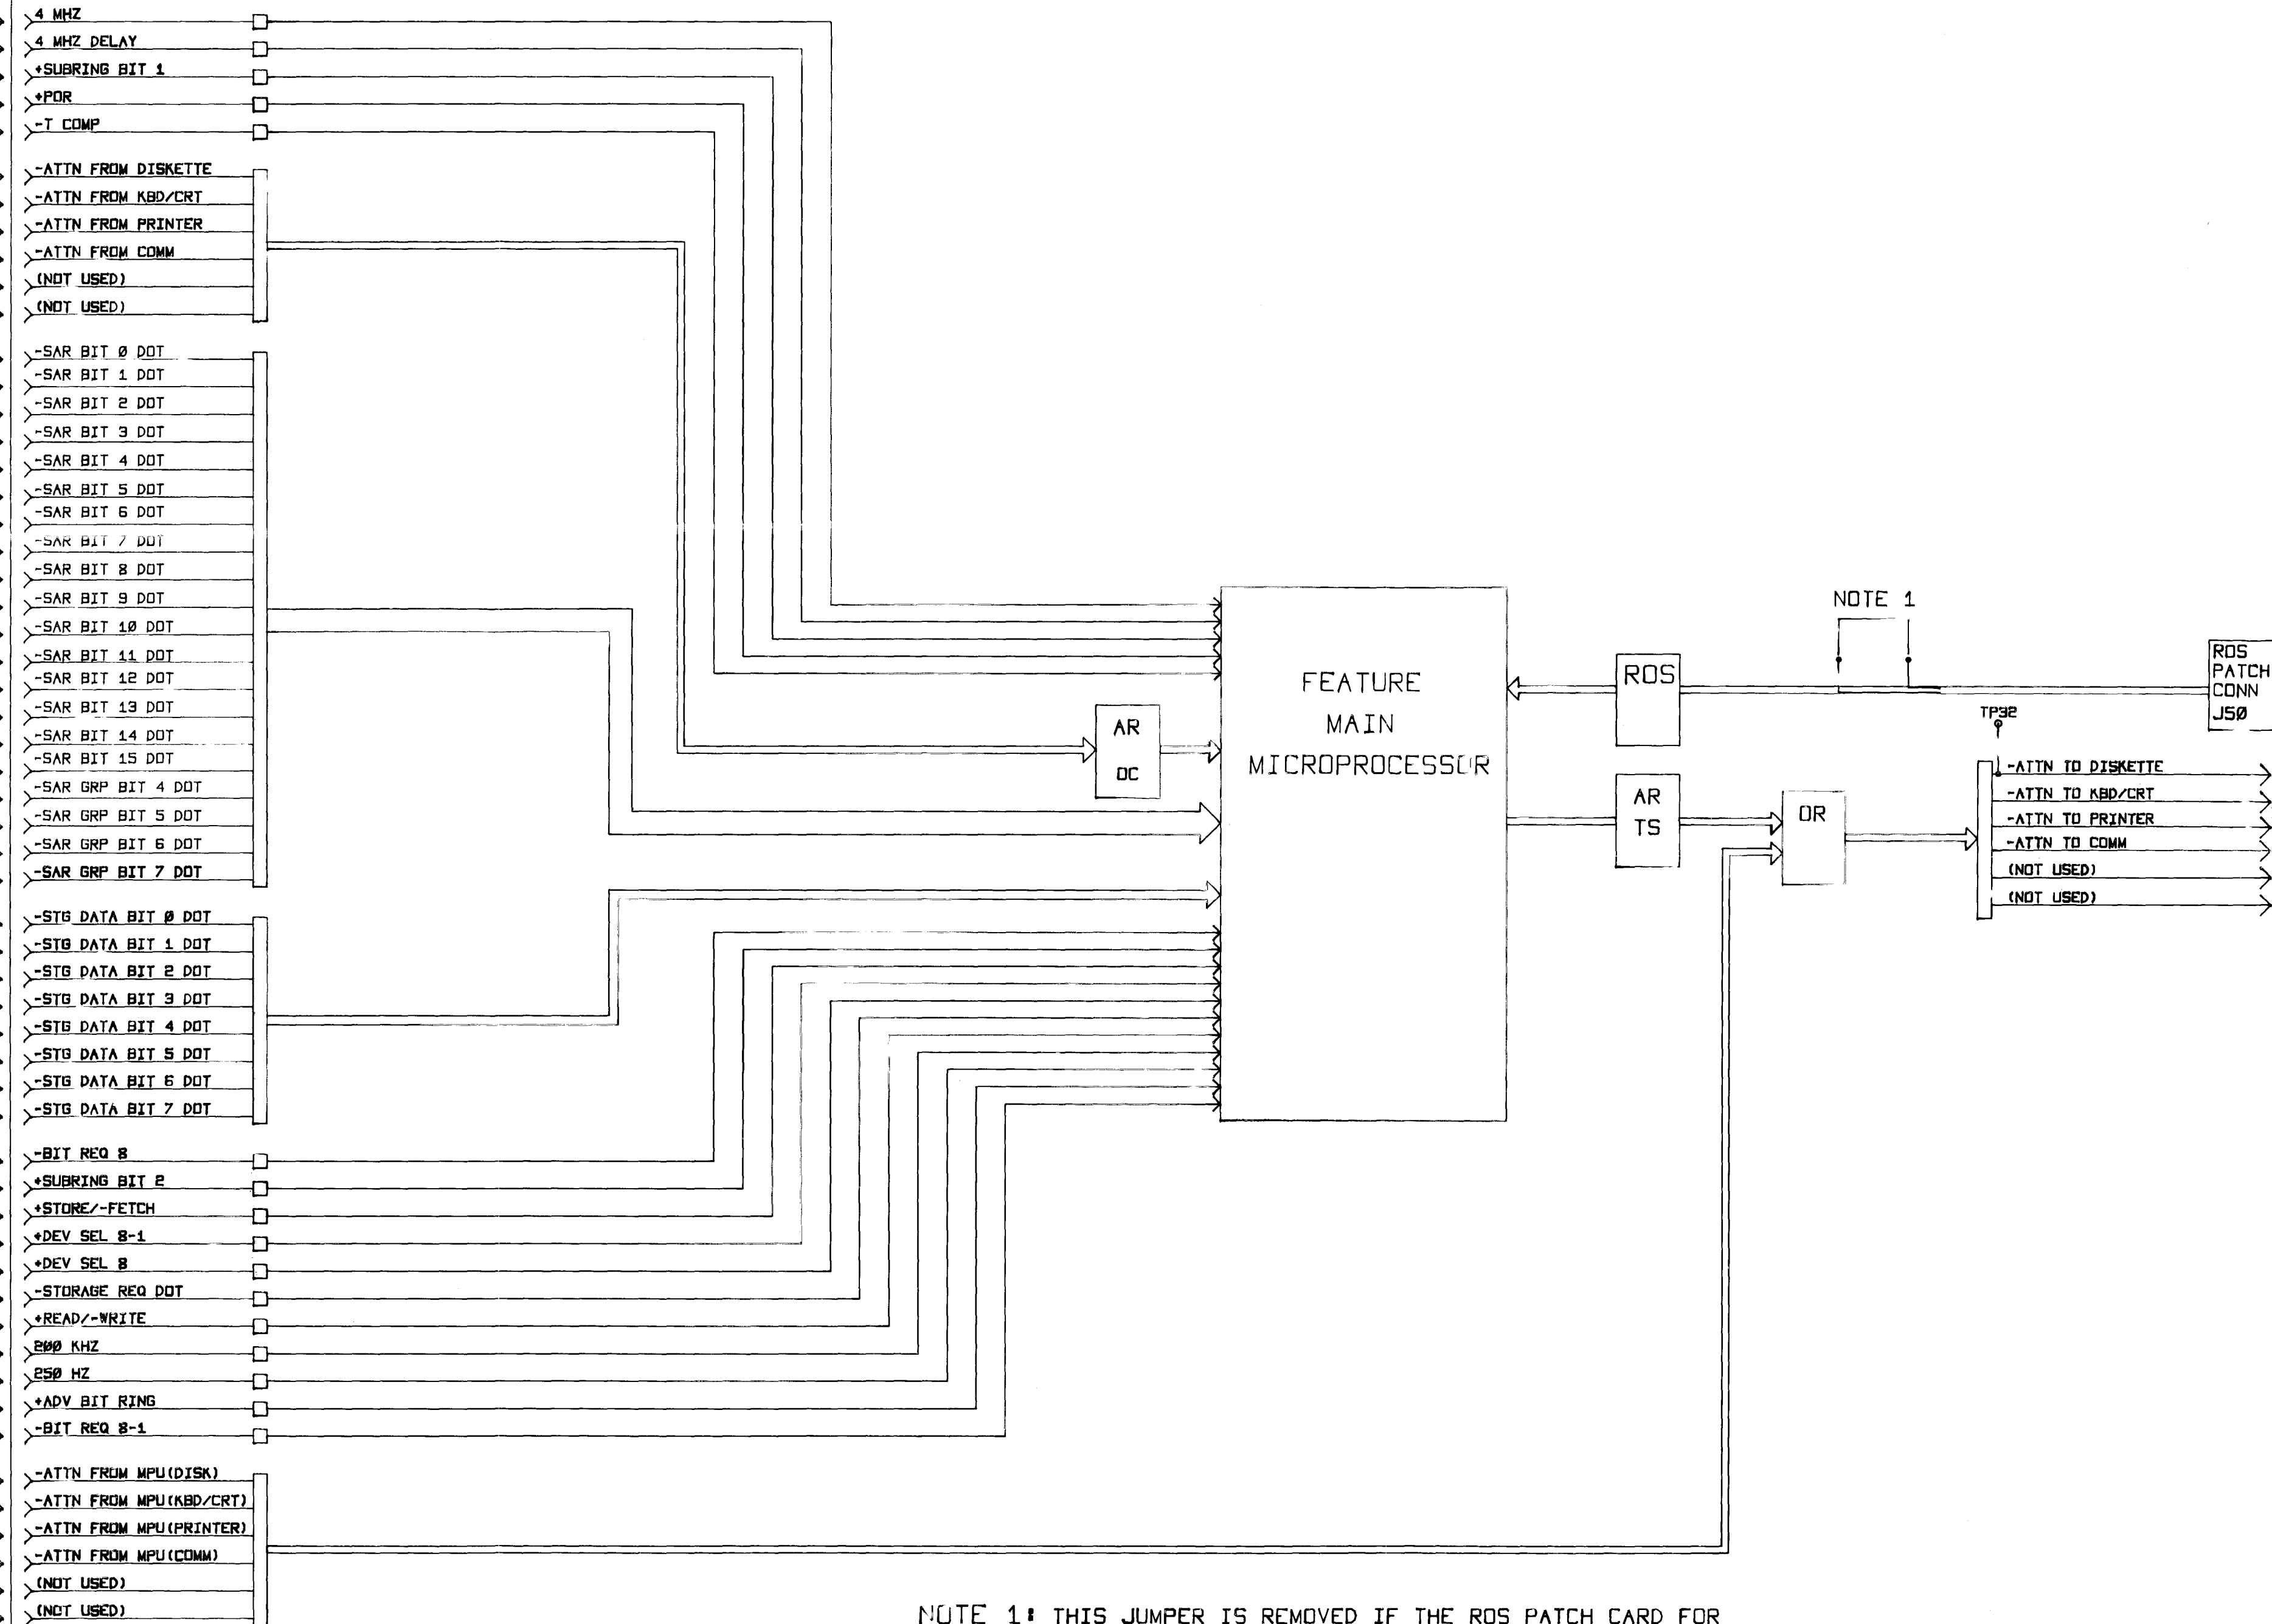 4 MHZ
4 MHZ DELAY
+SUBRING BIT 1
+POR
-T COMP
-ATTN FROM DISKETTE
-ATTN FROM KBD/CRT
-ATTN FROM PRINTER
-ATTN FROM COMM
(NOT USED)
(NOT USED)
-SAR BIT 0 DOT
-SAR BIT 1 DOT
-SAR BIT 2 DOT
-SAR BIT 3 DOT
-SAR BIT 4 DOT
-SAR BIT 5 DOT
-SAR BIT 6 DOT
-SAR BIT 7 DOT
-SAR BIT 8 DOT
-SAR BIT 9 DOT
-SAR BIT 10 DOT
-SAR BIT 11 DOT
-SAR BIT 12 DOT
-SAR BIT 13 DOT
-SAR BIT 14 DOT
-SAR BIT 15 DOT
-SAR GRP BIT 4 DOT
-SAR GRP BIT 5 DOT
-SAR GRP BIT 6 DOT
-SAR GRP BIT 7 DOT
-STG DATA BIT 0 DOT
-STG DATA BIT 1 DOT
-STG DATA BIT 2 DOT
-STG DATA BIT 3 DOT
-STG DATA BIT 4 DOT
-STG DATA BIT 5 DOT
-STG DATA BIT 6 DOT
-STG DATA BIT 7 DOT
-BIT REQ 8
+SUBRING BIT 2
+STORE/-FETCH
+DEV SEL 8-1
+DEV SEL 8
-STORAGE REQ DOT
+READ/-WRITE
200 KHZ
250 HZ
+ADV BIT RING
-BIT REQ 8-1
-ATTN FROM MPU(DISK)
-ATTN FROM MPU(KBD/CRT)
-ATTN FROM MPU(PRINTER)
-ATTN FROM MPU(COMM)
(NOT USED)
(NOT USED)
AR
OC
FEATURE
MAIN
MICROPROCESSOR
ROS
NOTE 1
ROS
PATCH
CONN
J50
AR
TS
OR
TP32
-ATTN TO DISKETTE
-ATTN TO KBD/CRT
-ATTN TO PRINTER
-ATTN TO COMM
(NOT USED)
(NOT USED)
NOTE 1: THIS JUMPER IS REMOVED IF THE ROS PATCH CARD FOR